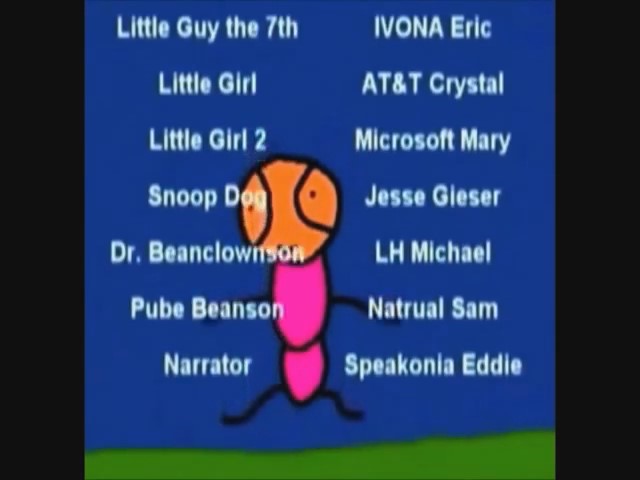 Little Guy the 7th IVONA Eric
Little Girl AT&T Crystal
Little Girl 2 Microsoft Mary
Snoop Dog Jesse Gieser
Dr. Beanclownson LH Michael
Pube Beanson Natrual Sam
Narrator Speakonia Eddie